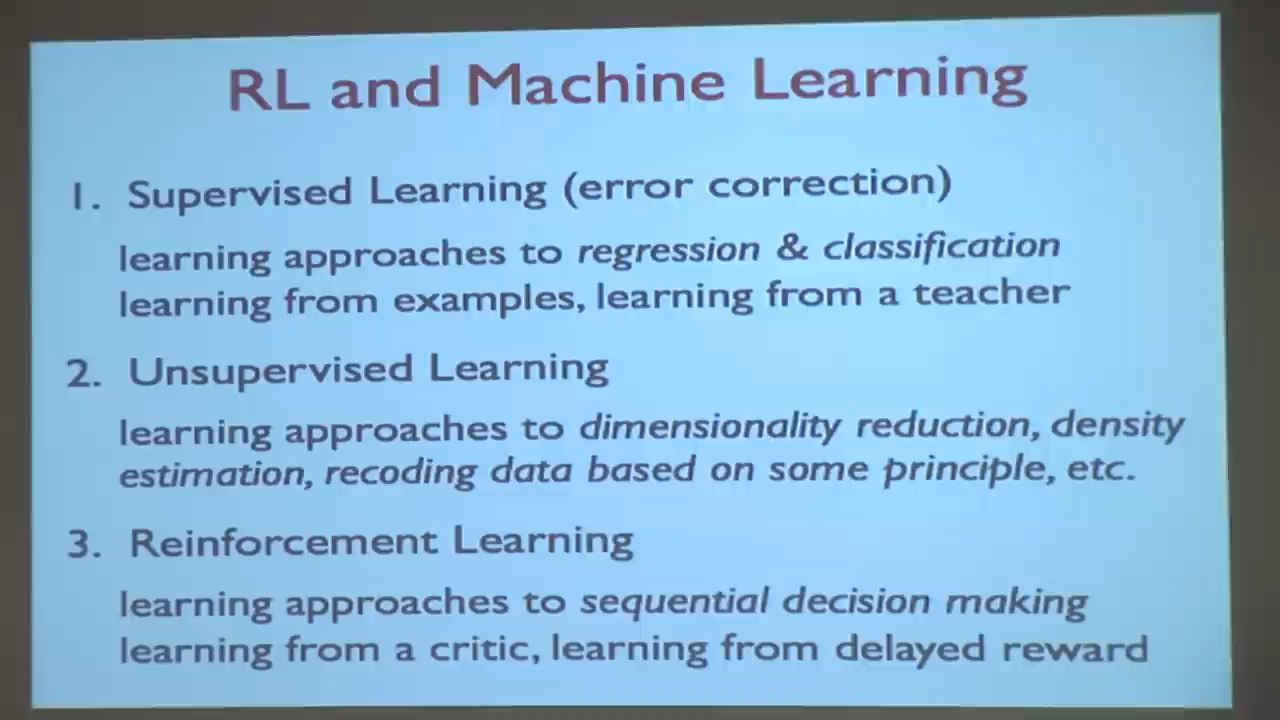 RL and Machine Learning
1. Supervised Learning (error correction)
learning approaches to regression & classification
learning from examples, learning from a teacher
2. Unsupervised Learning
learning approaches to dimensionality reduction, density
estimation, recoding data based on some principle, etc.
3. Reinforcement Learning
learning approaches to sequential decision making
learning from a critic, learning from delayed reward